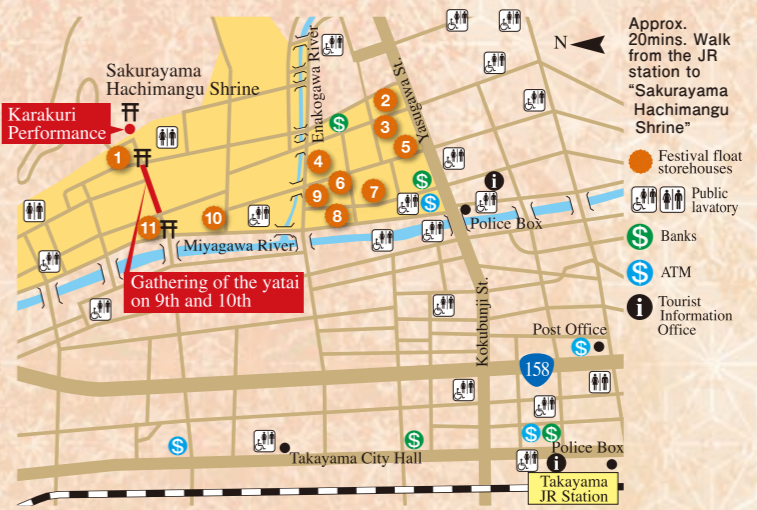 Sakurayama
Hachimangu Shrine
Karakuri
Performance
Enakogawa River
Yasugawa St.
N
1
2
3
4
5
6
7
8
9
10
11
$
$
$
i
Police Box
Miyagawa River
Gathering of the yatai
on 9th and 10th
Kokubunji St.
Post Office
$
158
$
$
$
$
Takayama City Hall
Police Box
i
Takayama
JR Station
Approx.
20mins. Walk
from the JR
station to
“Sakurayama
Hachimangu
Shrine”
Festival float
storehouses
Public
lavatory
$ Banks
$ ATM
i Tourist
Information
Office